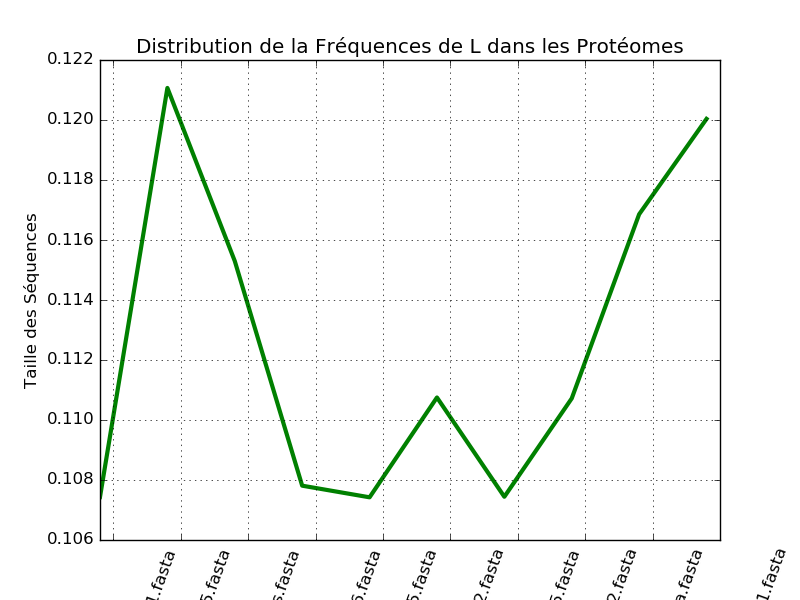 Distribution de la Fréquences de L dans les Protéomes
Taille des Séquences
0.122
0.120
0.118
0.116
0.114
0.112
0.110
0.108
0.106
1.fasta
5.fasta
s.fasta
6.fasta
5.fasta
2.fasta
6.fasta
2.fasta
a.fasta
1.fasta